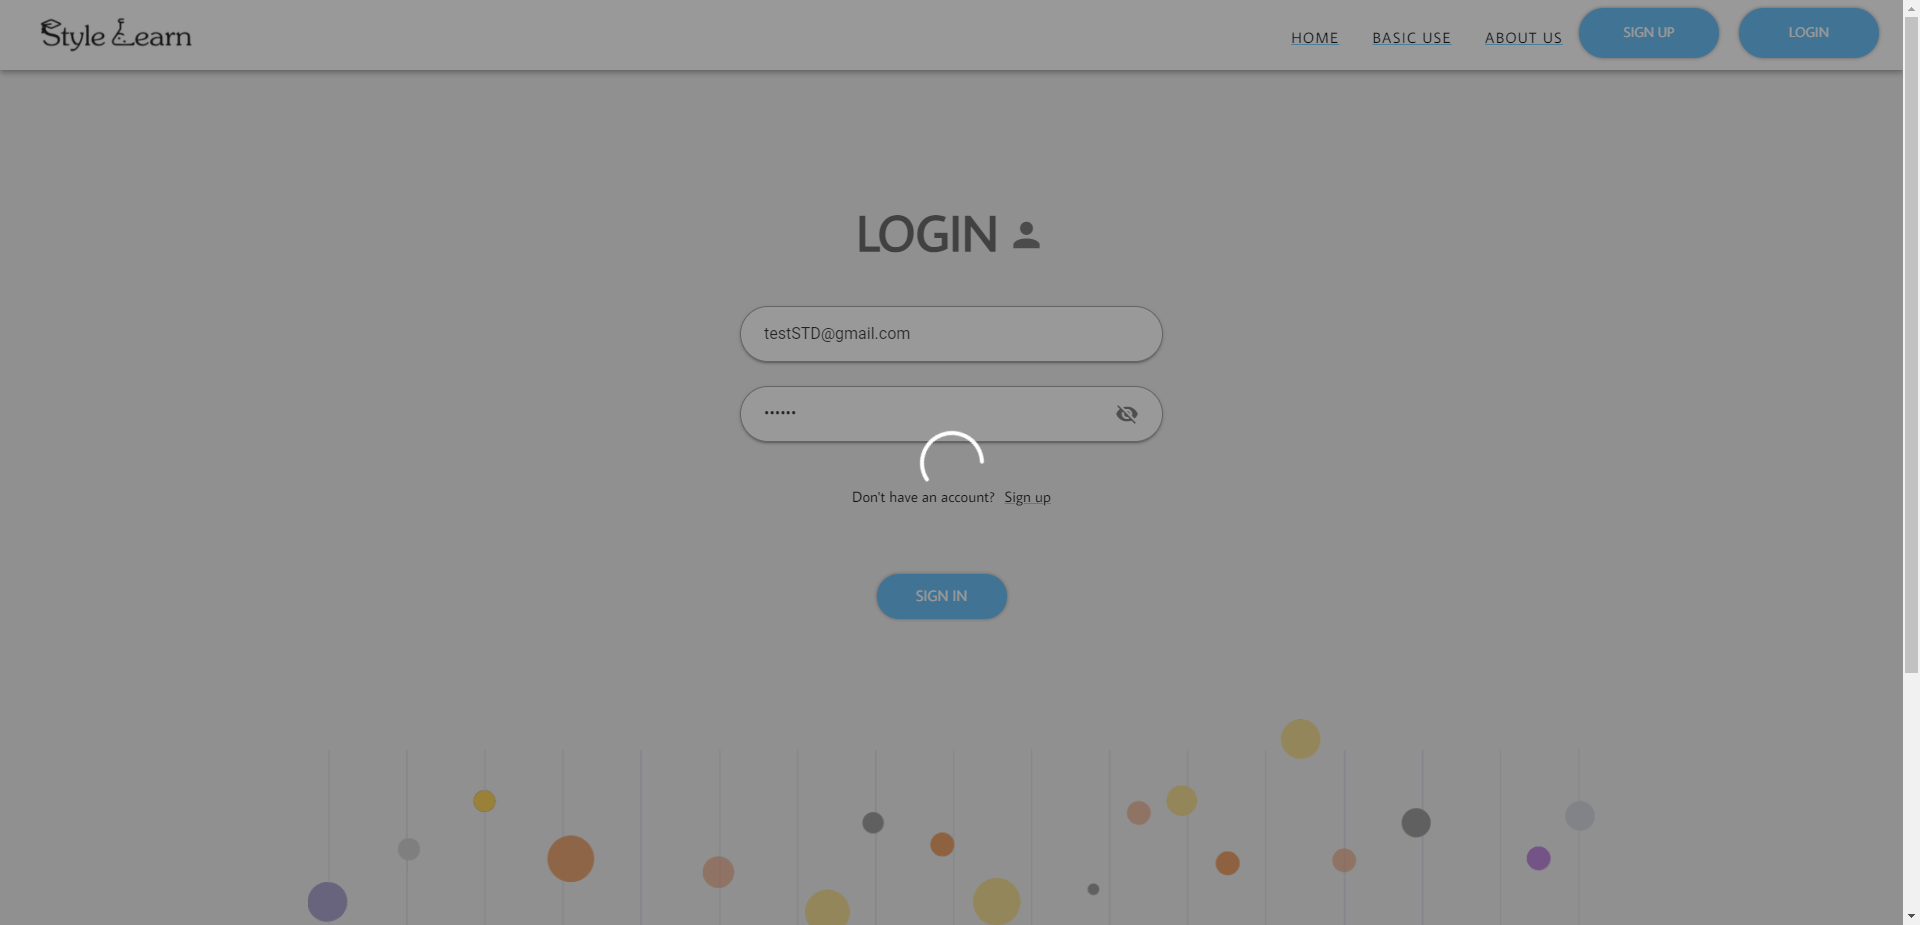 Style Learn
HOME
BASIC USE
ABOUT US
SIGN UP
LOGIN
LOGIN
testSTD@gmail.com
••••••
Don't have an account? Sign up
SIGN IN